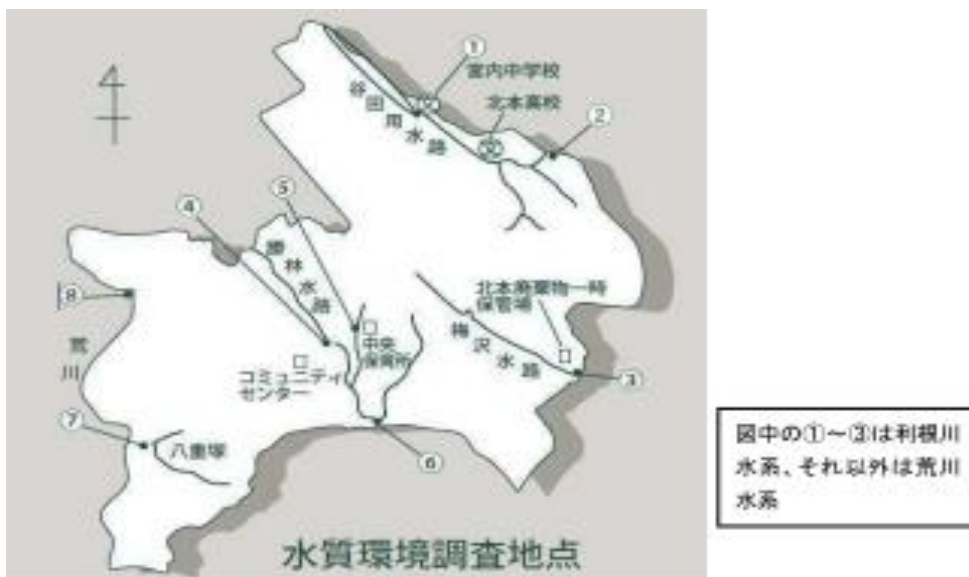 ①
宮内中学校
谷田用水路
北本高校
文
②
⑤
④
勝林水路
北本廃棄物一時
保管場
⑧
中央
保育所
梅沢水路
荒川
コミュニティ
センター
③
⑦
八重塚
⑥
図中の①～③は利根川
水系、それ以外は荒川
水系
水質環境調査地点